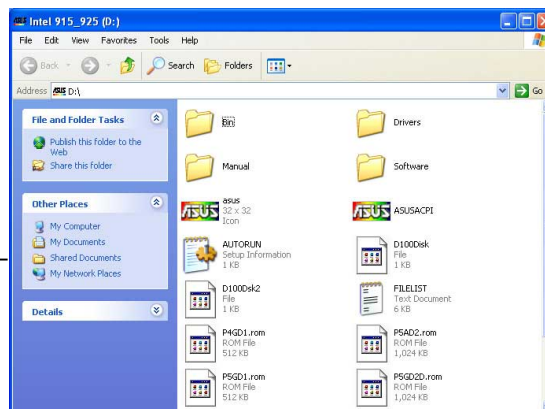 Intel 915_925 (D:)
File Edit View Favorites Tools Help
Back Search Folders
Address D:\ Go
File and Folder Tasks
Publish this folder to the
Web
Share this folder
Other Places
My Computer
My Documents
Shared Documents
My Network Places
Details
Bin
Drivers
Manual
Software
asus
32 x 32
Icon
ASUSACPI
AUTORUN
Setup Information
1 KB
D100Disk
File
1 KB
D100Dsk2
File
1 KB
FILELIST
Text Document
6 KB
P4GD1.rom
ROM File
512 KB
P5AD2.rom
ROM File
1,024 KB
P5GD1.rom
ROM File
512 KB
P5GD2D.rom
ROM File
1,024 KB